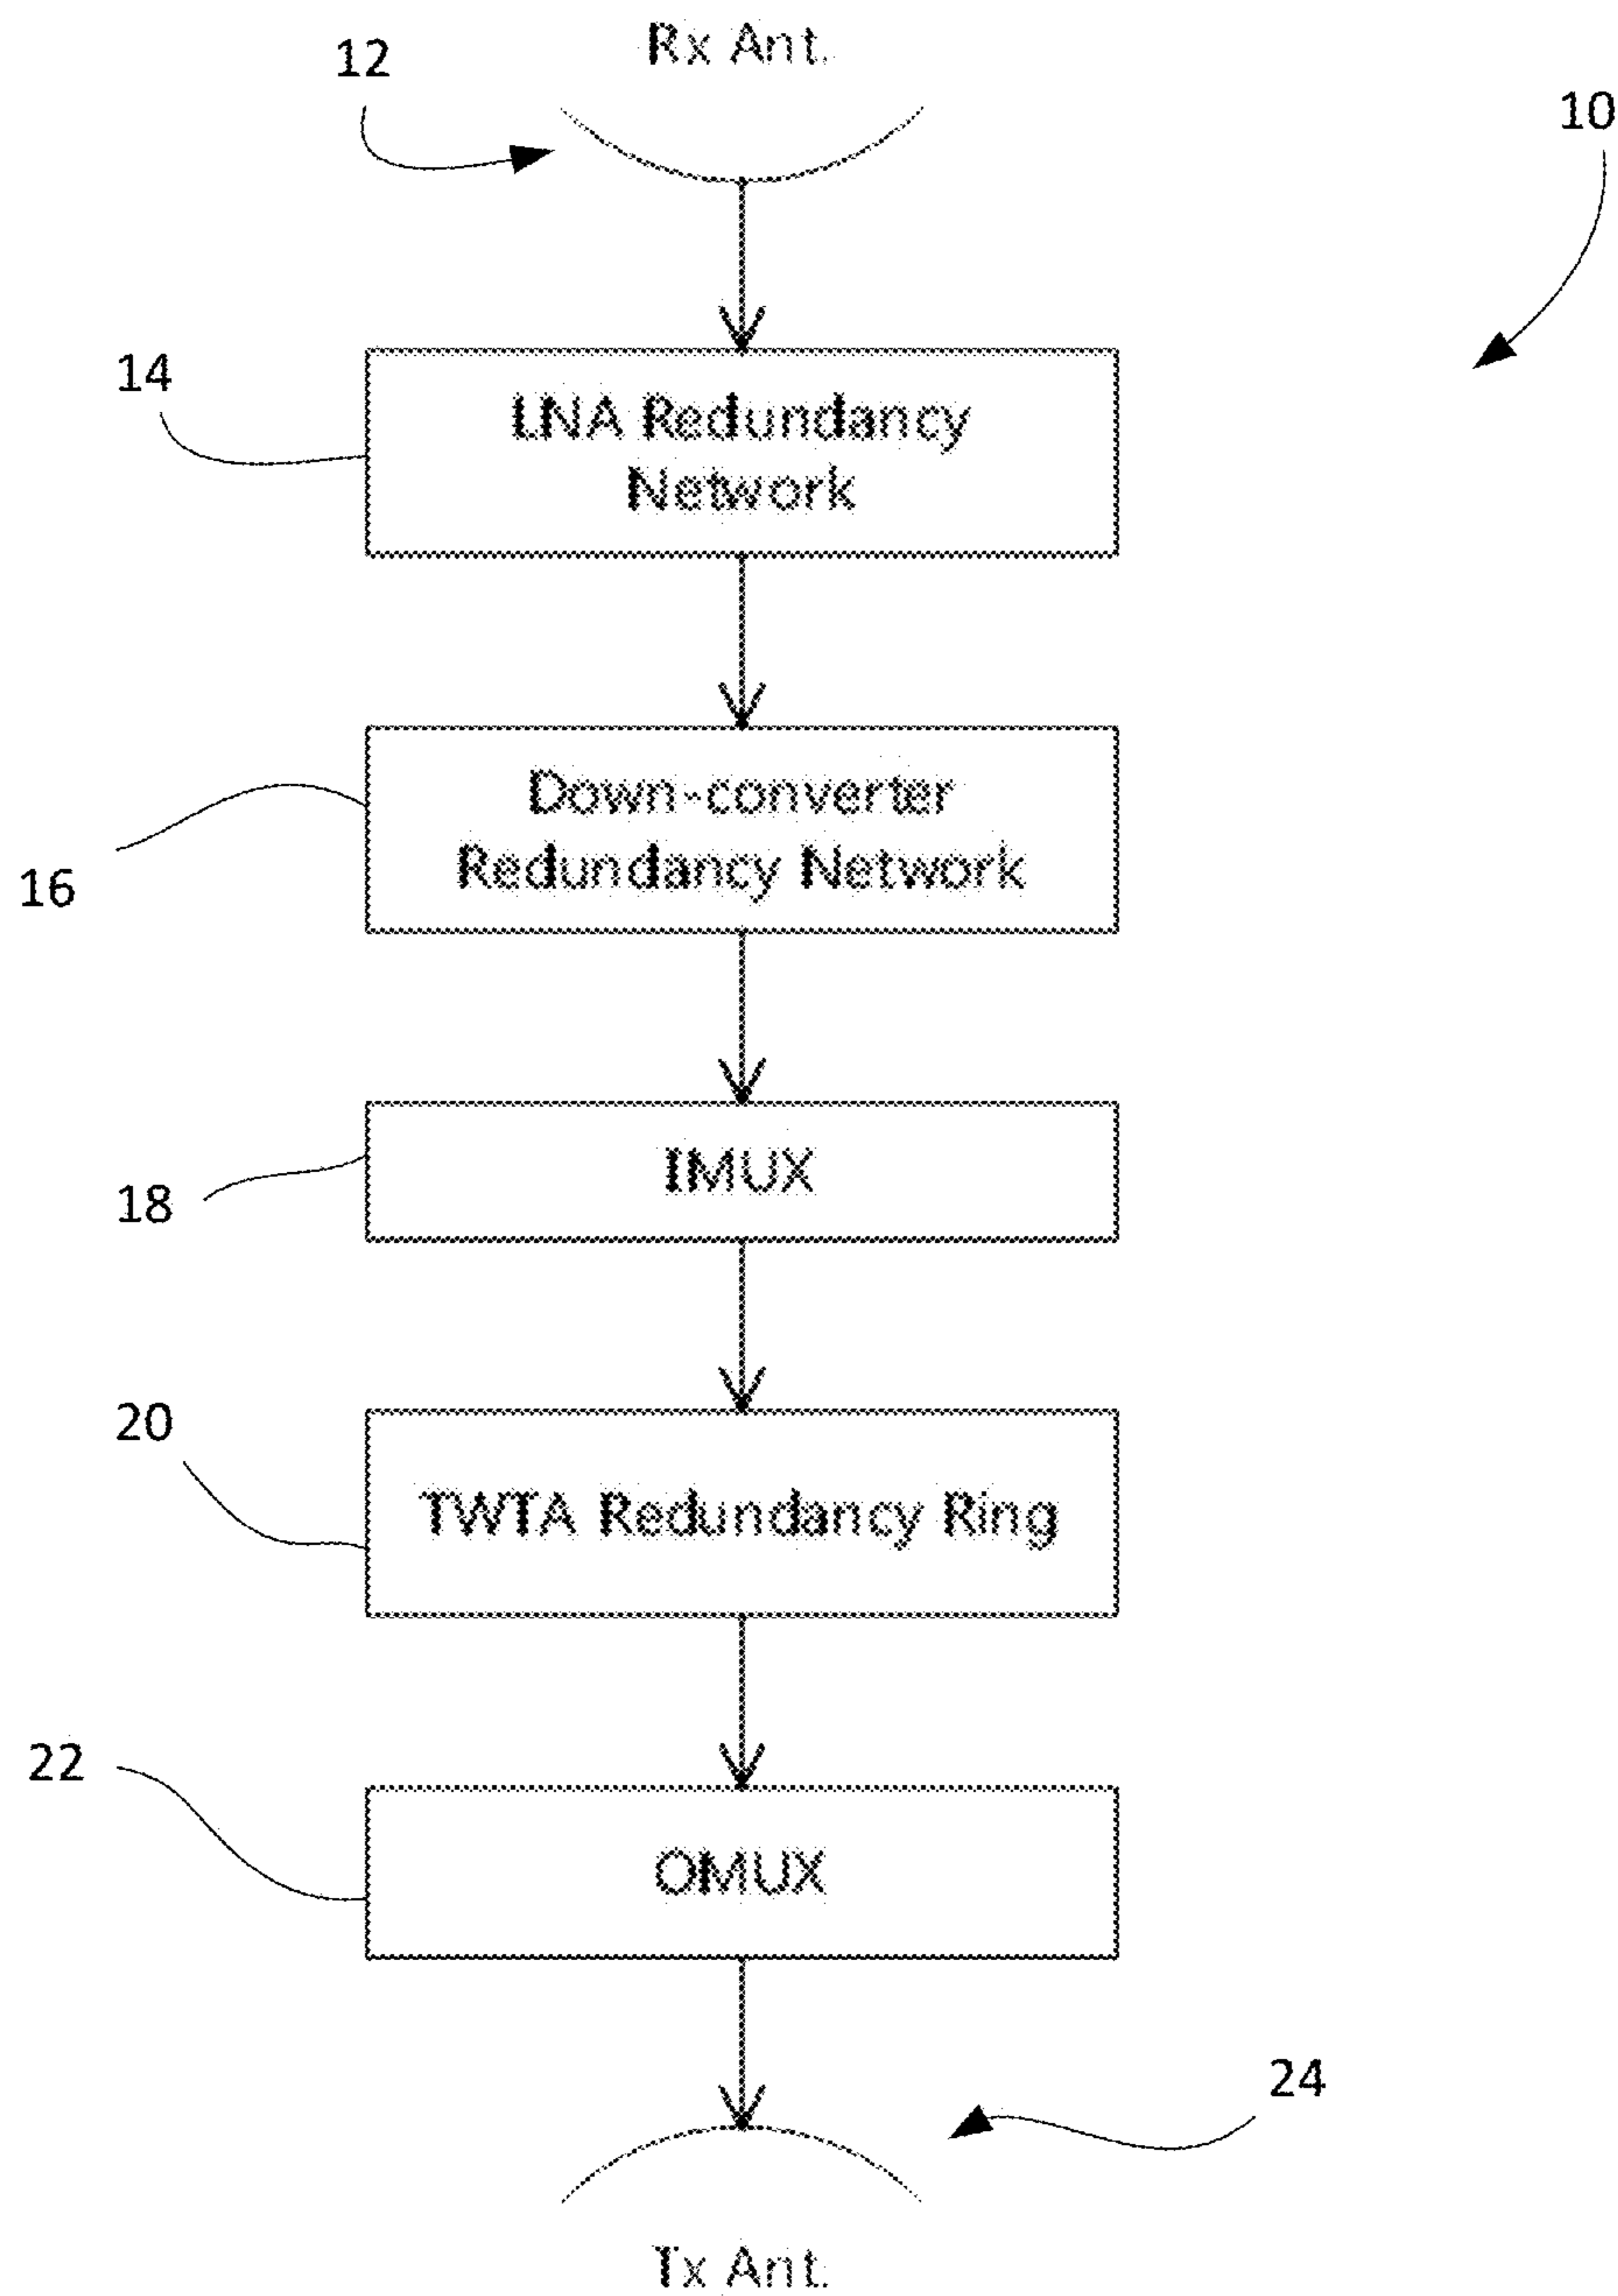 Rx Ant.
12
10
14
LNA Redundancy
Network
Down-converter
Redundancy Network
16
IMUX
18
20
TWTA Redundancy Ring
22
OMUX
24
Tx Ant.